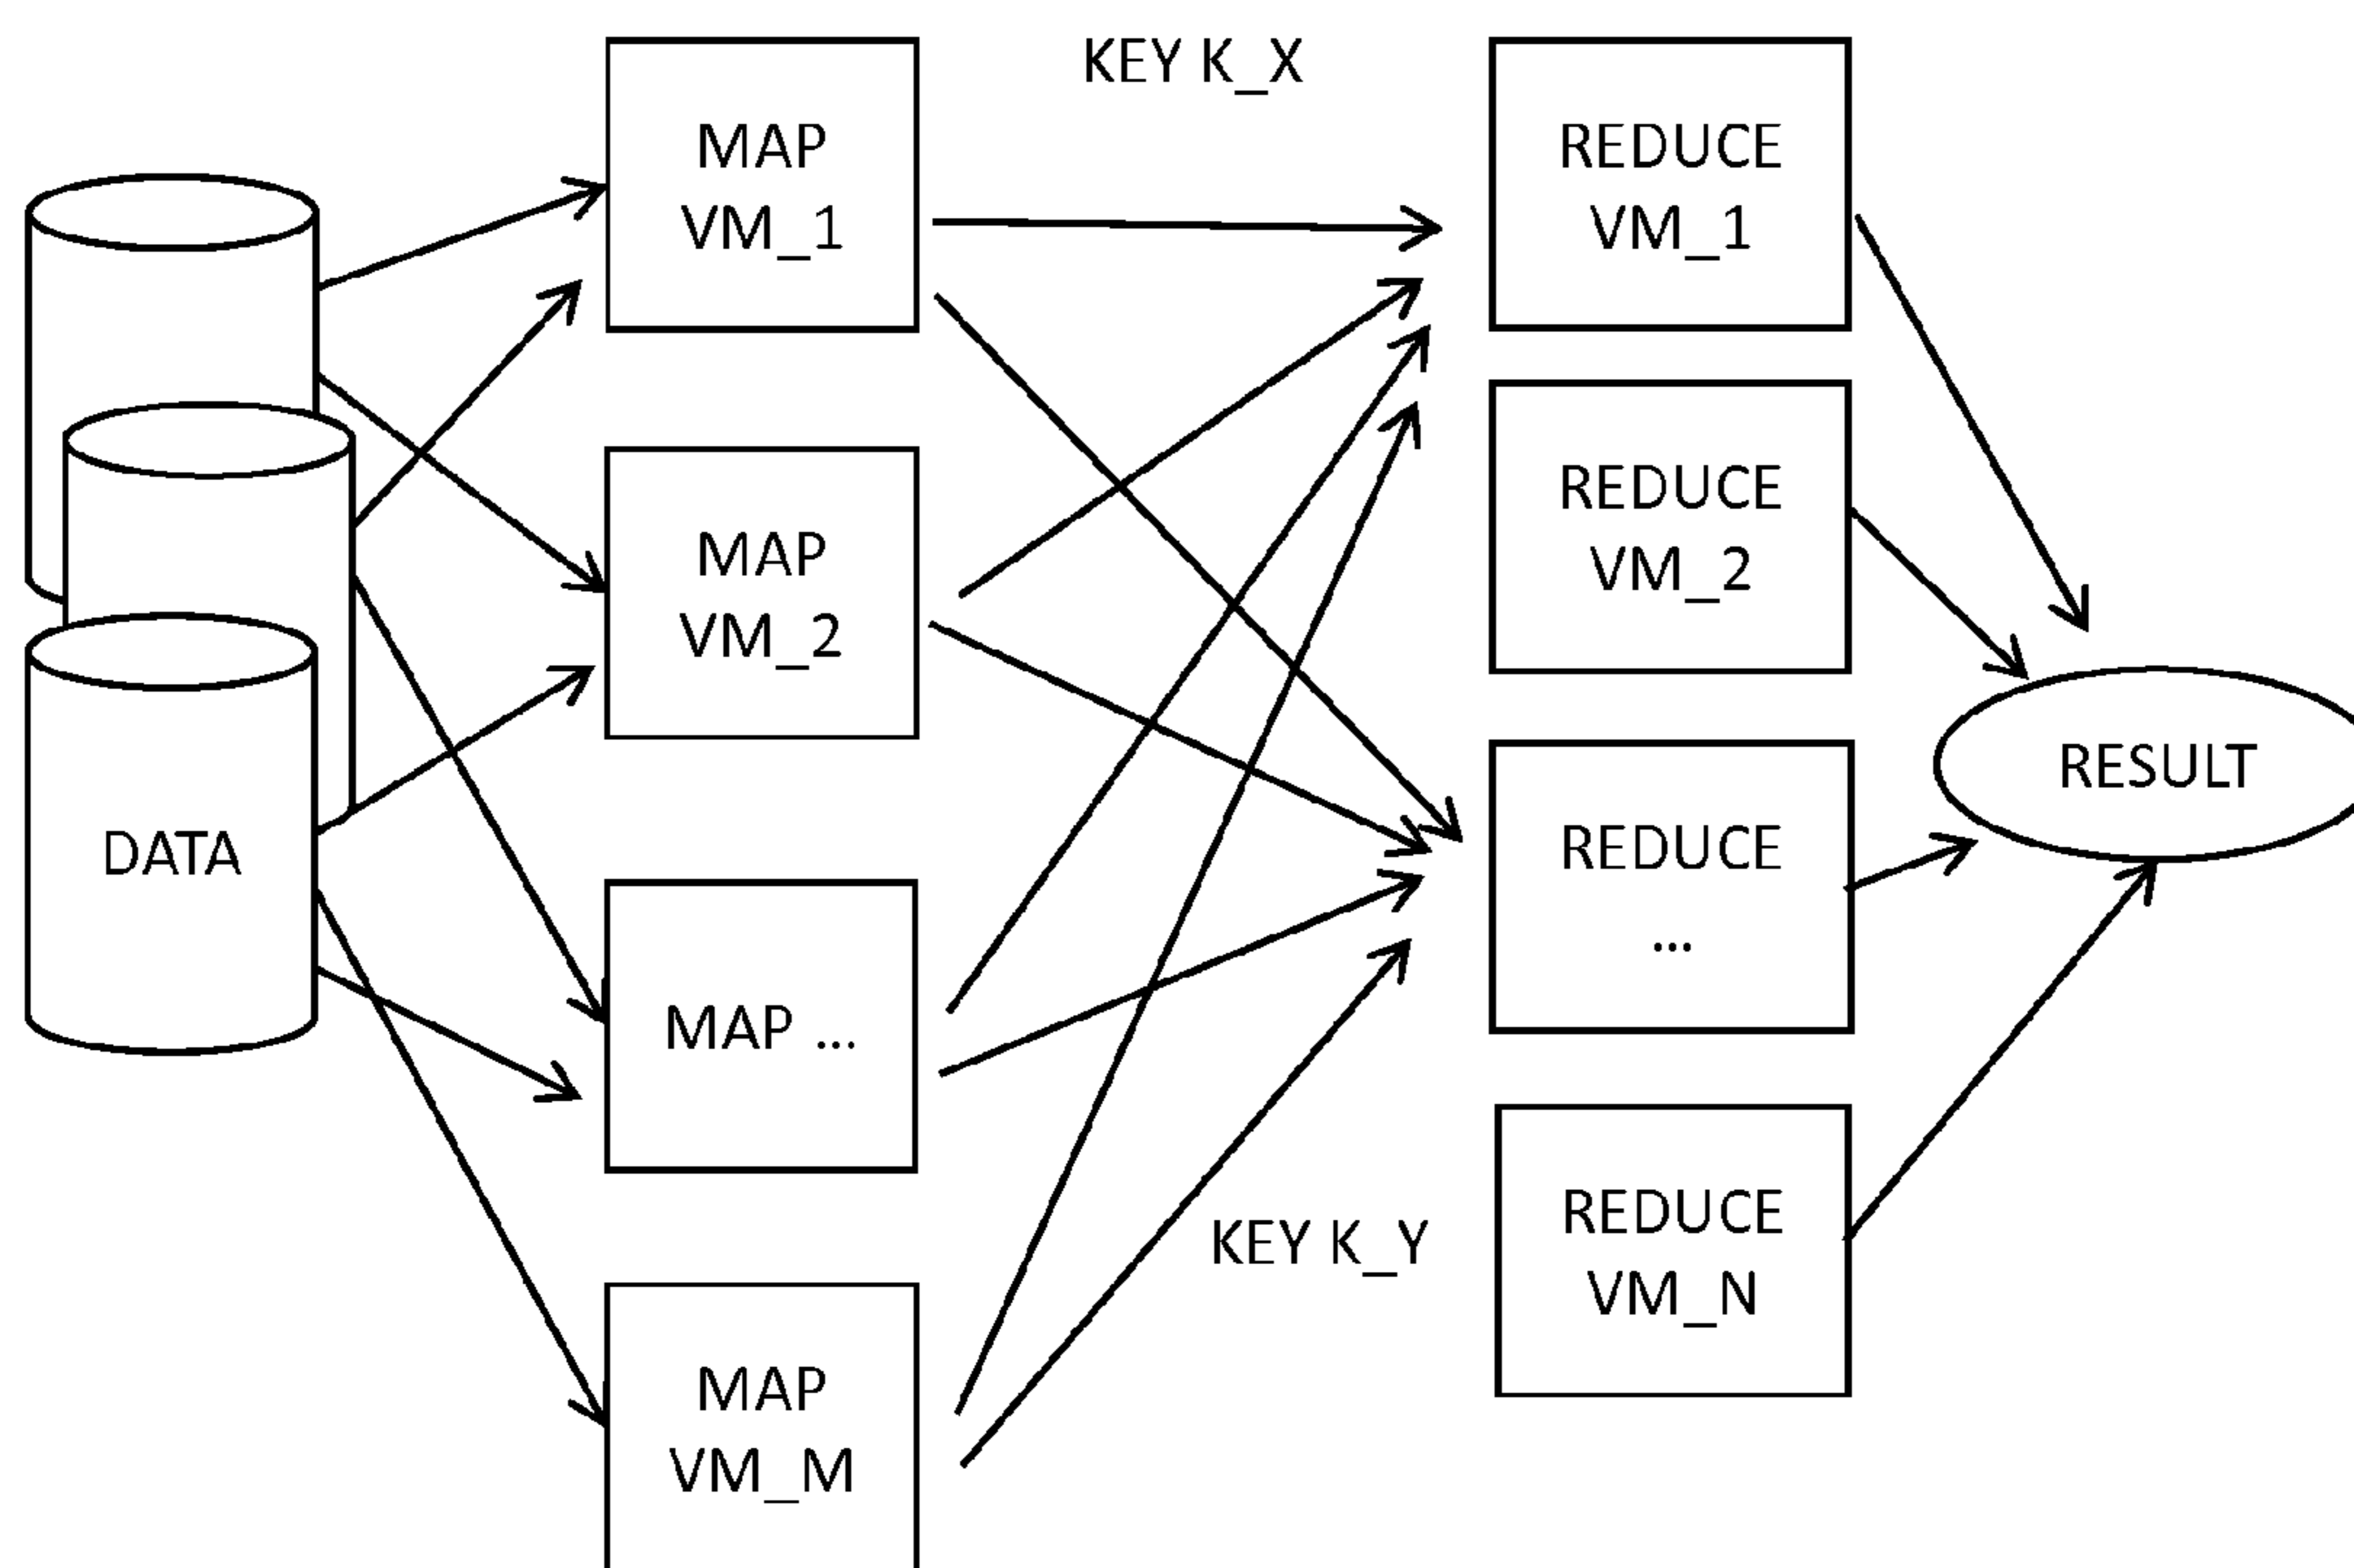 KEY K_X
MAP
VM_1
REDUCE
VM_1
MAP
VM_2
REDUCE
VM_2
DATA
MAP ...
REDUCE
...
RESULT
MAP
VM_M
KEY K_Y
REDUCE
VM_N